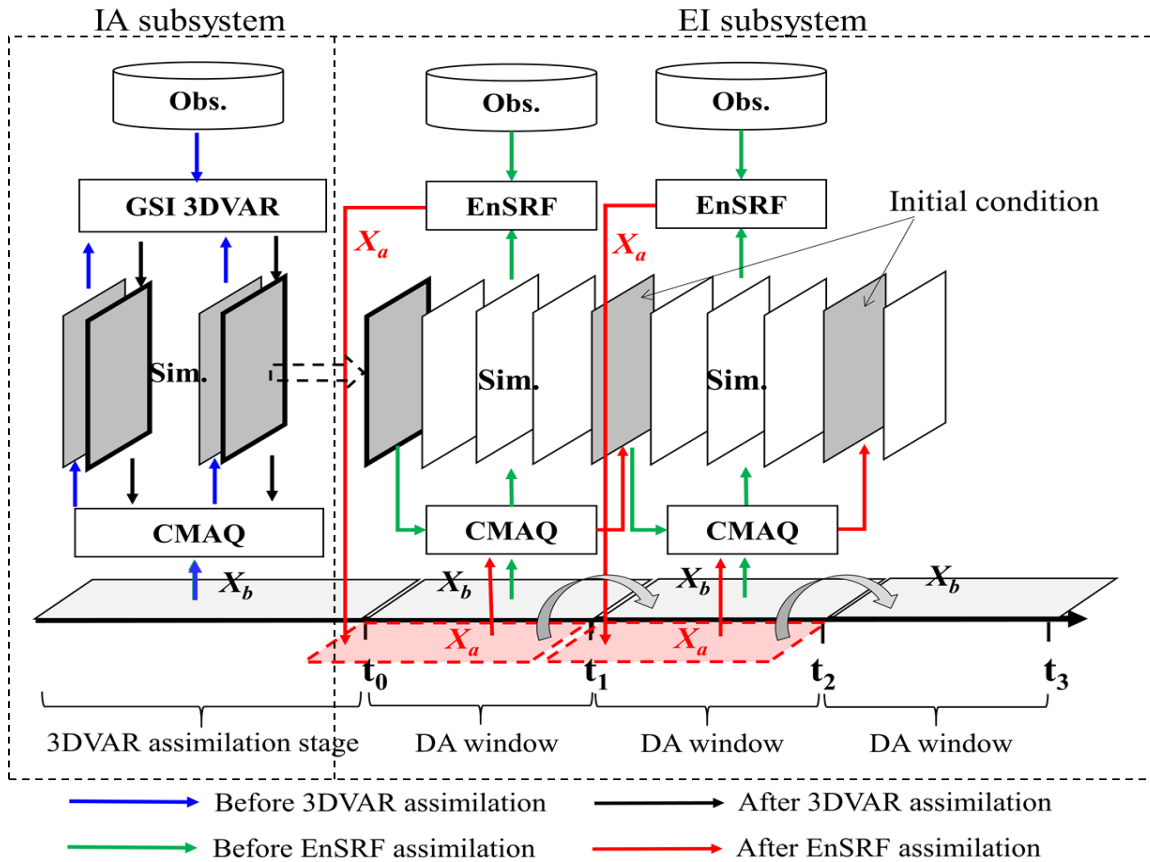 IA subsystem
EI subsystem
Obs.
Obs.
Obs.
GSI 3DVAR
EnSRF
EnSRF
Initial condition
Xa
Xa
Sim.
Sim.
Sim.
CMAQ
CMAQ
CMAQ
Xb
Xb
Xb
Xb
Xa
Xa
t0
t1
t2
t3
3DVAR assimilation stage
DA window
DA window
DA window
Before 3DVAR assimilation
After 3DVAR assimilation
Before EnSRF assimilation
After EnSRF assimilation